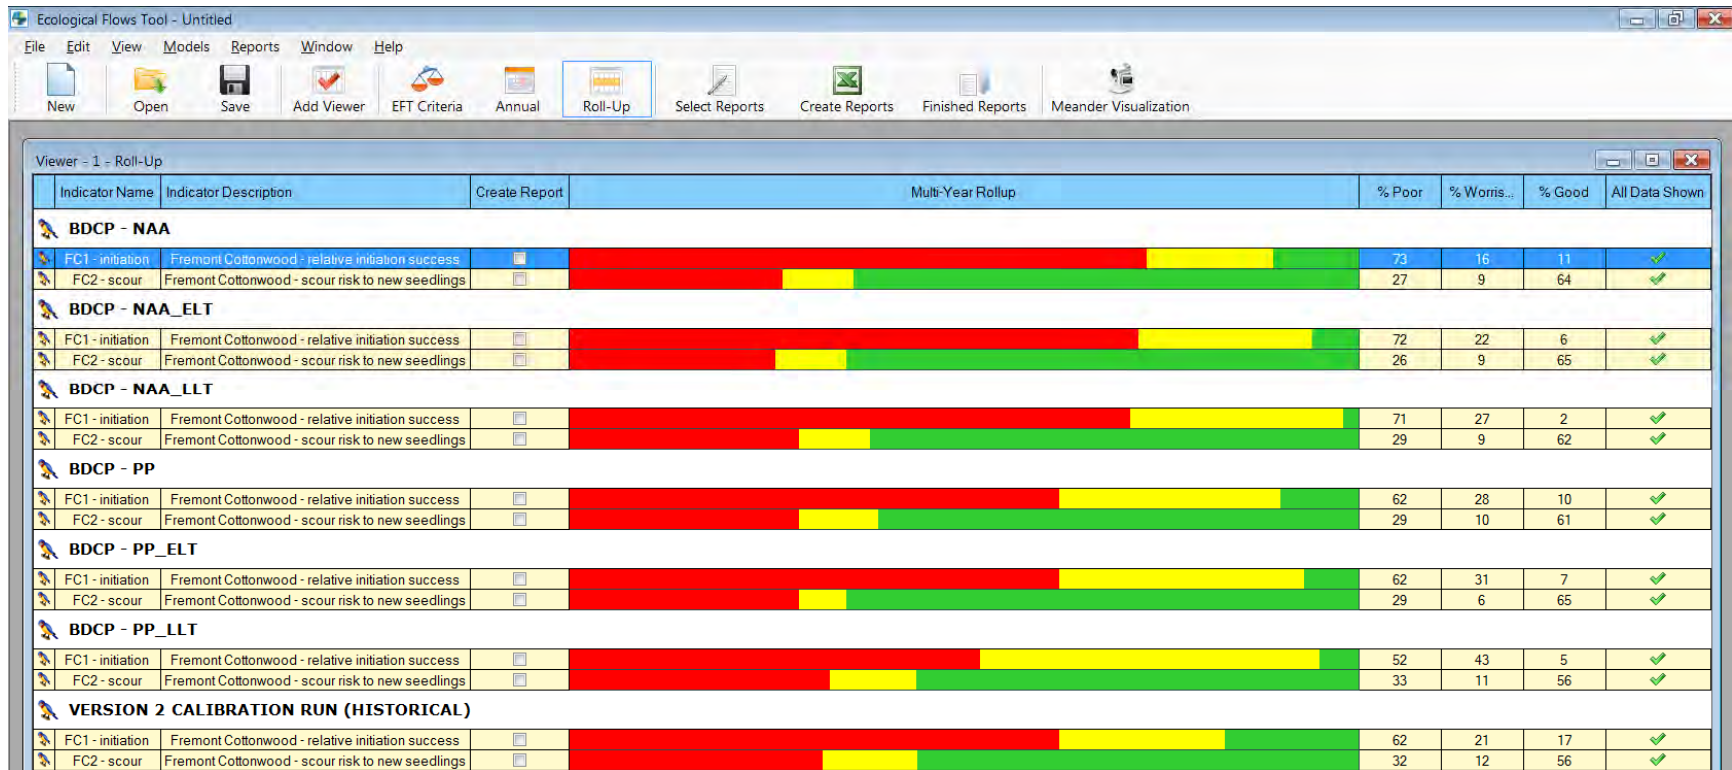 Ecological Flows Tool - Untitled
File Edit View Models Reports Window Help
New Open Save Add Viewer EFT Criteria Annual Roll-Up Select Reports Create Reports Finished Reports Meander Visualization
Viewer - 1 - Roll-Up
Indicator Name Indicator Description Create Report Multi-Year Rollup % Poor % Worris... % Good All Data Shown
BDCP - NAA
FC1 - initiation Fremont Cottonwood - relative initiation success 73 16 11
FC2 - scour Fremont Cottonwood - scour risk to new seedlings 27 9 64
BDCP - NAA_ELT
FC1 - initiation Fremont Cottonwood - relative initiation success 72 22 6
FC2 - scour Fremont Cottonwood - scour risk to new seedlings 26 9 65
BDCP - NAA_LLT
FC1 - initiation Fremont Cottonwood - relative initiation success 71 27 2
FC2 - scour Fremont Cottonwood - scour risk to new seedlings 29 9 62
BDCP - PP
FC1 - initiation Fremont Cottonwood - relative initiation success 62 28 10
FC2 - scour Fremont Cottonwood - scour risk to new seedlings 29 10 61
BDCP - PP_ELT
FC1 - initiation Fremont Cottonwood - relative initiation success 62 31 7
FC2 - scour Fremont Cottonwood - scour risk to new seedlings 29 6 65
BDCP - PP_LLT
FC1 - initiation Fremont Cottonwood - relative initiation success 52 43 5
FC2 - scour Fremont Cottonwood - scour risk to new seedlings 33 11 56
VERSION 2 CALIBRATION RUN (HISTORICAL)
FC1 - initiation Fremont Cottonwood - relative initiation success 62 21 17
FC2 - scour Fremont Cottonwood - scour risk to new seedlings 32 12 56